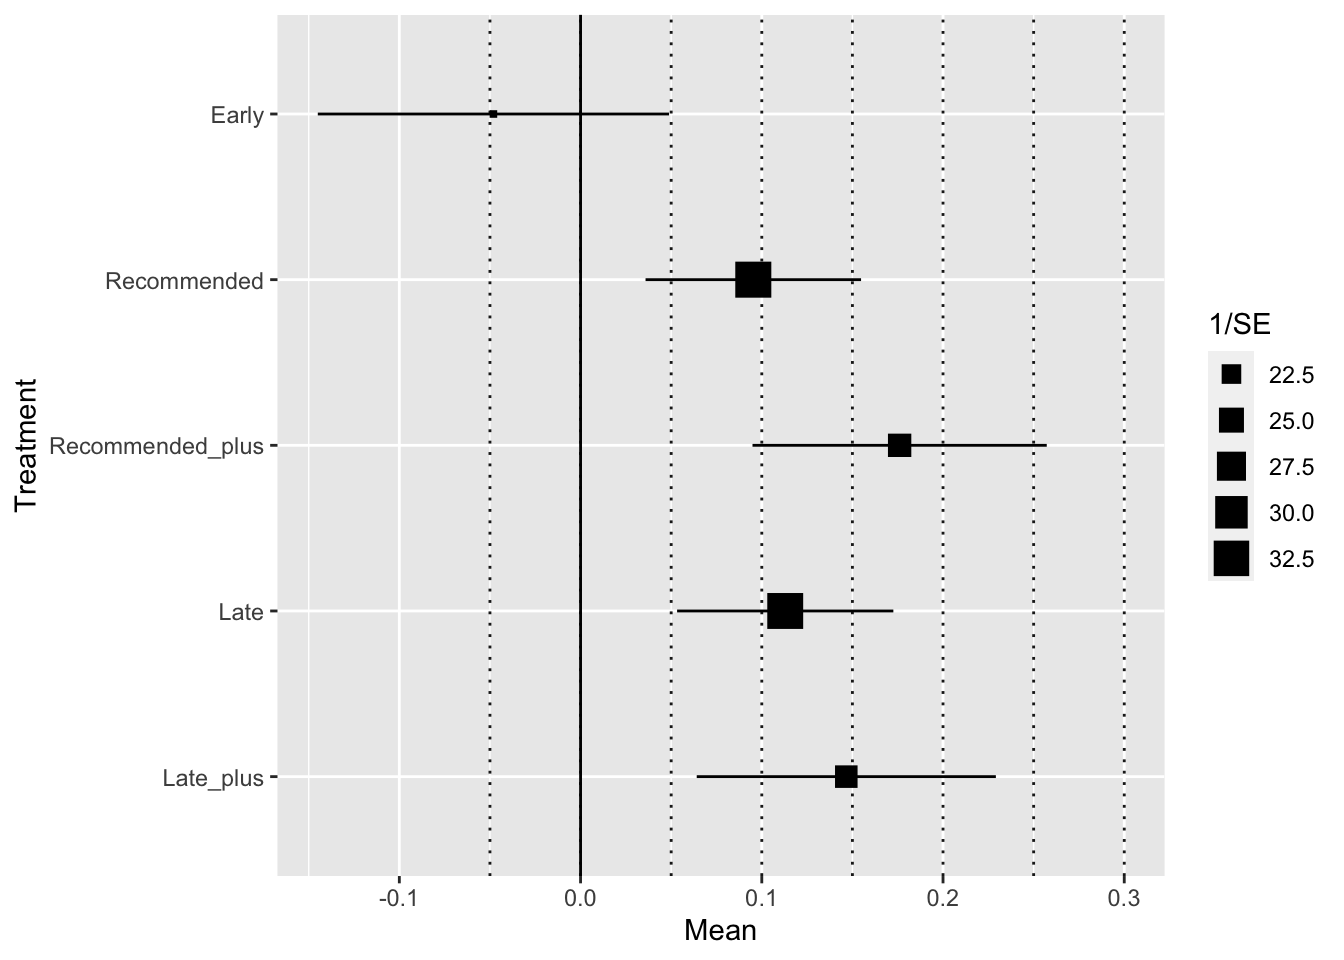 Early
Recommended
Recommended_plus
Late
Late_plus
Treatment
-0.1 0.0 0.1 0.2 0.3
Mean
1/SE
22.5
25.0
27.5
30.0
32.5